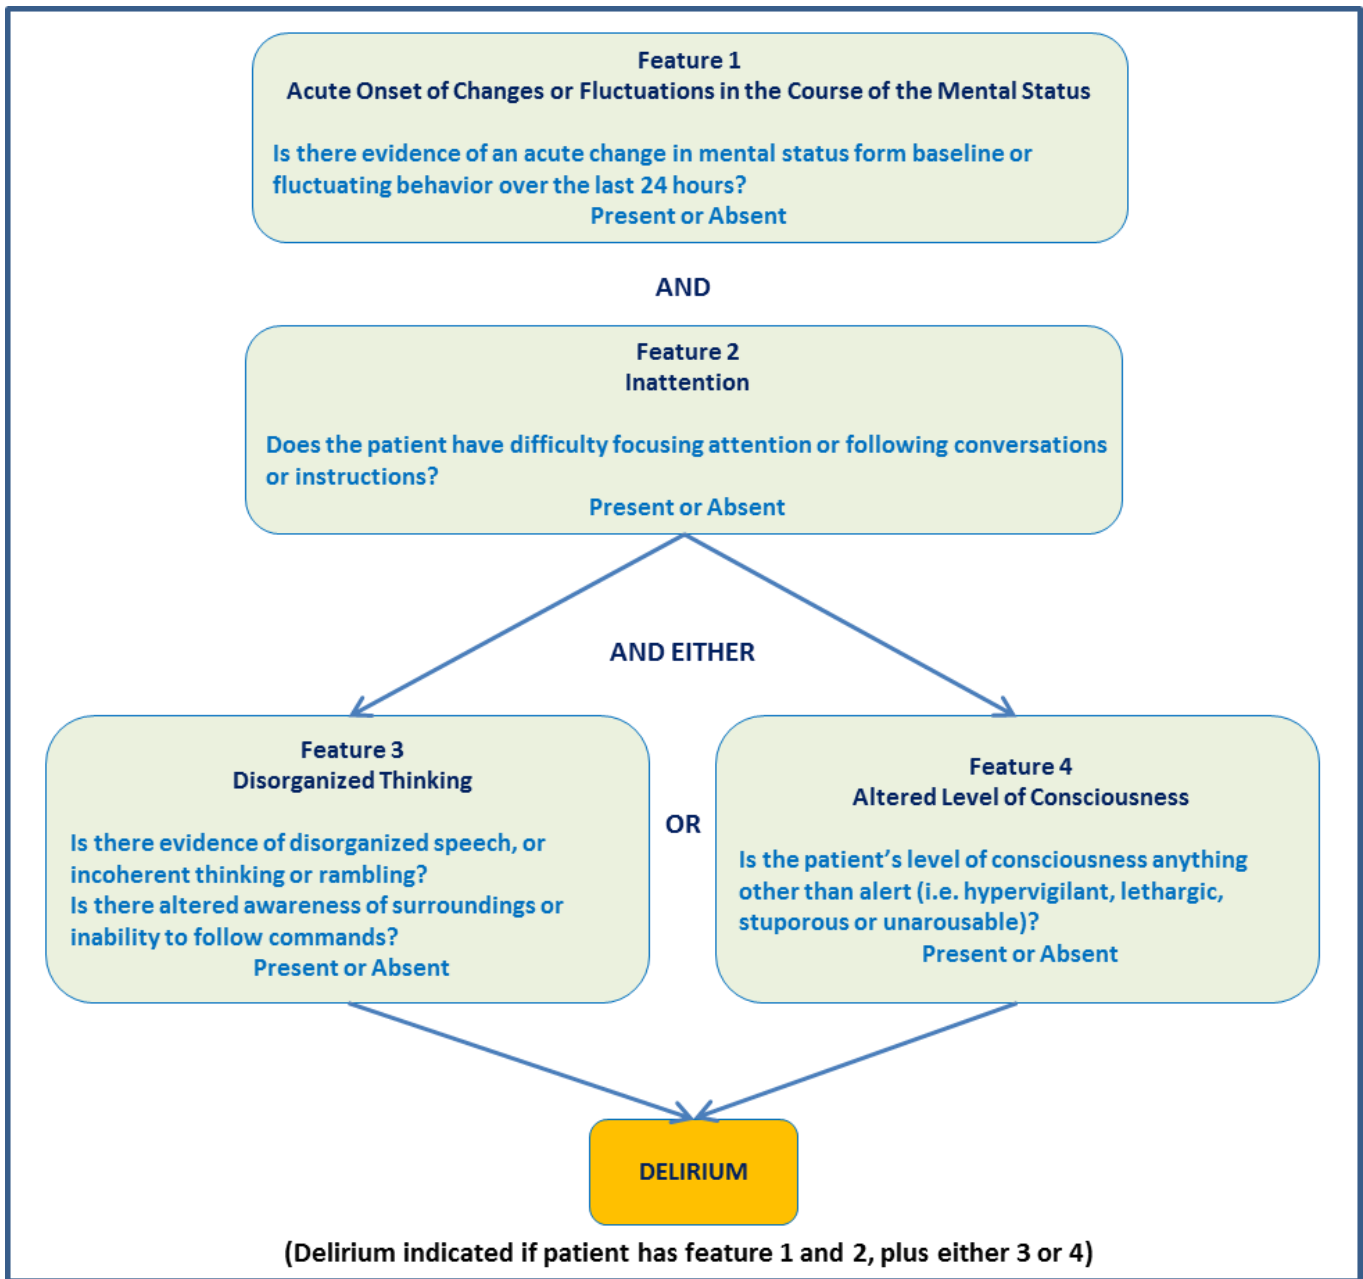 Feature 1
Acute Onset of Changes or Fluctuations in the Course of the Mental Status
Is there evidence of an acute change in mental status form baseline or
fluctuating behavior over the last 24 hours?
Present or Absent
AND
Feature 2
Inattention
Does the patient have difficulty focusing attention or following conversations
or instructions?
Present or Absent
AND EITHER
Feature 3
Disorganized Thinking
Is there evidence of disorganized speech, or
incoherent thinking or rambling?
Is there altered awareness of surroundings or
inability to follow commands?
Present or Absent
OR
Feature 4
Altered Level of Consciousness
Is the patient’s level of consciousness anything
other than alert (i.e. hypervigilant, lethargic,
stuporous or unarousable)?
Present or Absent
DELIRIUM
(Delirium indicated if patient has feature 1 and 2, plus either 3 or 4)